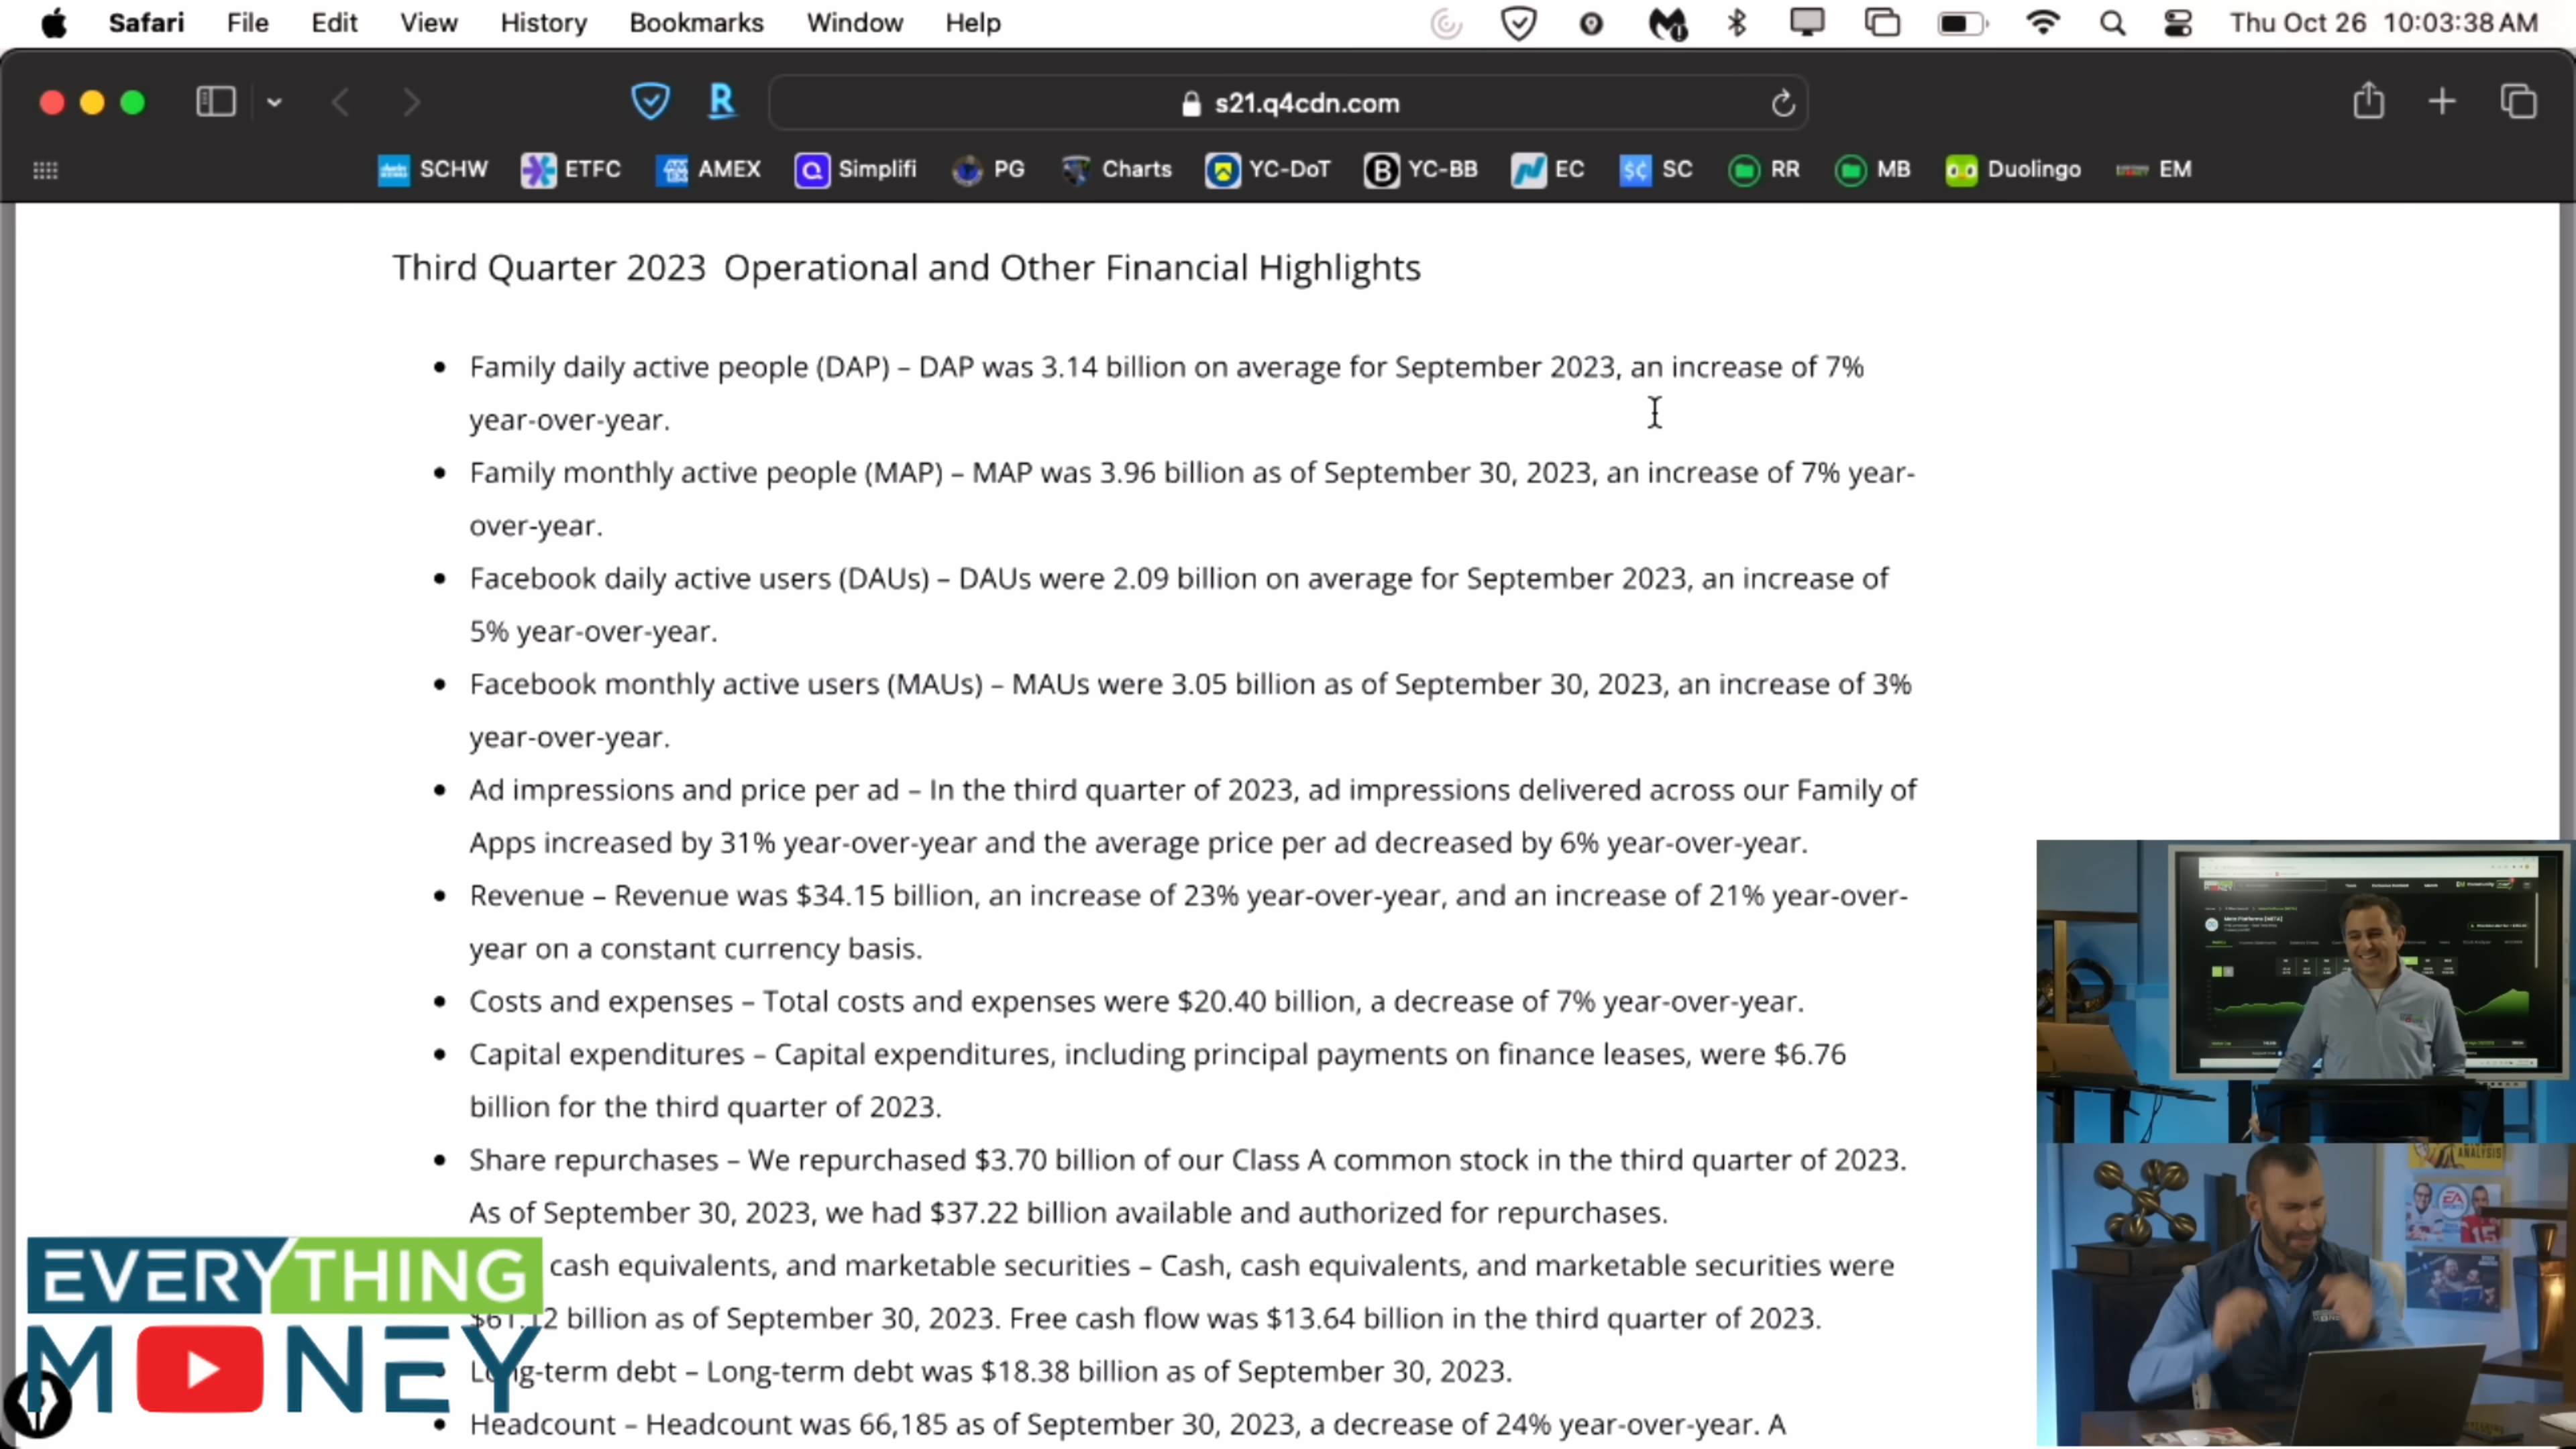 Safari File Edit View History Bookmarks Window Help Thu Oct 26 10:03:38 AM
s21.q4cdn.com
SCHW ETFC AMEX Simplifi PG Charts YC-DoT YC-BB EC SC RR MB Duolingo EM
Third Quarter 2023 Operational and Other Financial Highlights
• Family daily active people (DAP) – DAP was 3.14 billion on average for September 2023, an increase of 7%
year-over-year.
• Family monthly active people (MAP) – MAP was 3.96 billion as of September 30, 2023, an increase of 7% year-
over-year.
• Facebook daily active users (DAUs) – DAUs were 2.09 billion on average for September 2023, an increase of
5% year-over-year.
• Facebook monthly active users (MAUs) – MAUs were 3.05 billion as of September 30, 2023, an increase of 3%
year-over-year.
• Ad impressions and price per ad – In the third quarter of 2023, ad impressions delivered across our Family of
Apps increased by 31% year-over-year and the average price per ad decreased by 6% year-over-year.
• Revenue – Revenue was $34.15 billion, an increase of 23% year-over-year, and an increase of 21% year-over-
year on a constant currency basis.
• Costs and expenses – Total costs and expenses were $20.40 billion, a decrease of 7% year-over-year.
• Capital expenditures – Capital expenditures, including principal payments on finance leases, were $6.76
billion for the third quarter of 2023.
• Share repurchases – We repurchased $3.70 billion of our Class A common stock in the third quarter of 2023.
As of September 30, 2023, we had $37.22 billion available and authorized for repurchases.
cash equivalents, and marketable securities – Cash, cash equivalents, and marketable securities were
$61.12 billion as of September 30, 2023. Free cash flow was $13.64 billion in the third quarter of 2023.
• Long-term debt – Long-term debt was $18.38 billion as of September 30, 2023.
• Headcount – Headcount was 66,185 as of September 30, 2023, a decrease of 24% year-over-year. A
EVERYTHING
MONEY
ANALYSIS
EA